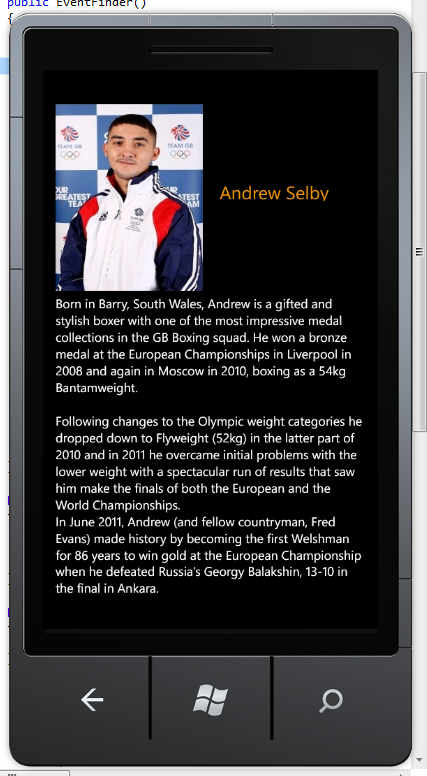 public EventFinder()
{
TEAM GB
TEAM GB
OUR
GREATEST
TEAM
Andrew Selby
Born in Barry, South Wales, Andrew is a gifted and
stylish boxer with one of the most impressive medal
collections in the GB Boxing squad. He won a bronze
medal at the European Championships in Liverpool in
2008 and again in Moscow in 2010, boxing as a 54kg
Bantamweight.
Following changes to the Olympic weight categories he
dropped down to Flyweight (52kg) in the latter part of
2010 and in 2011 he overcame initial problems with the
lower weight with a spectacular run of results that saw
him make the finals of both the European and the
World Championships.
In June 2011, Andrew (and fellow countryman, Fred
Evans) made history by becoming the first Welshman
for 86 years to win gold at the European Championship
when he defeated Russia's Georgy Balakshin, 13-10 in
the final in Ankara.